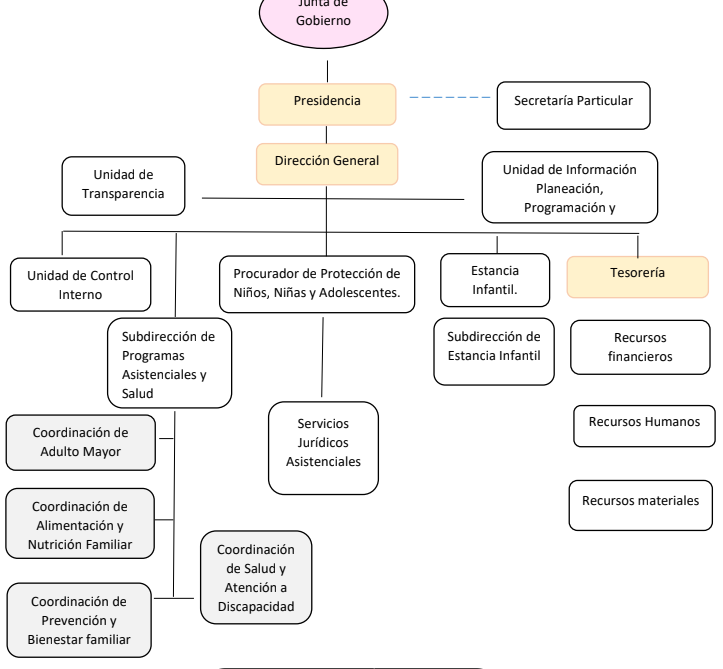 Junta de
Gobierno
Presidencia
Secretaría Particular
Dirección General
Unidad de
Transparencia
Unidad de Información
Planeación,
Programación y
Unidad de Control
Interno
Procurador de Protección de
Niños, Niñas y Adolescentes.
Estancia
Infantil.
Tesorería
Subdirección de
Programas
Asistenciales y
Salud
Subdirección de
Estancia Infantil
Recursos
financieros
Coordinación de
Adulto Mayor
Servicios
Jurídicos
Asistenciales
Recursos Humanos
Coordinación de
Alimentación y
Nutrición Familiar
Recursos materiales
Coordinación
de Salud y
Atención a
Discapacidad
Coordinación de
Prevención y
Bienestar familiar